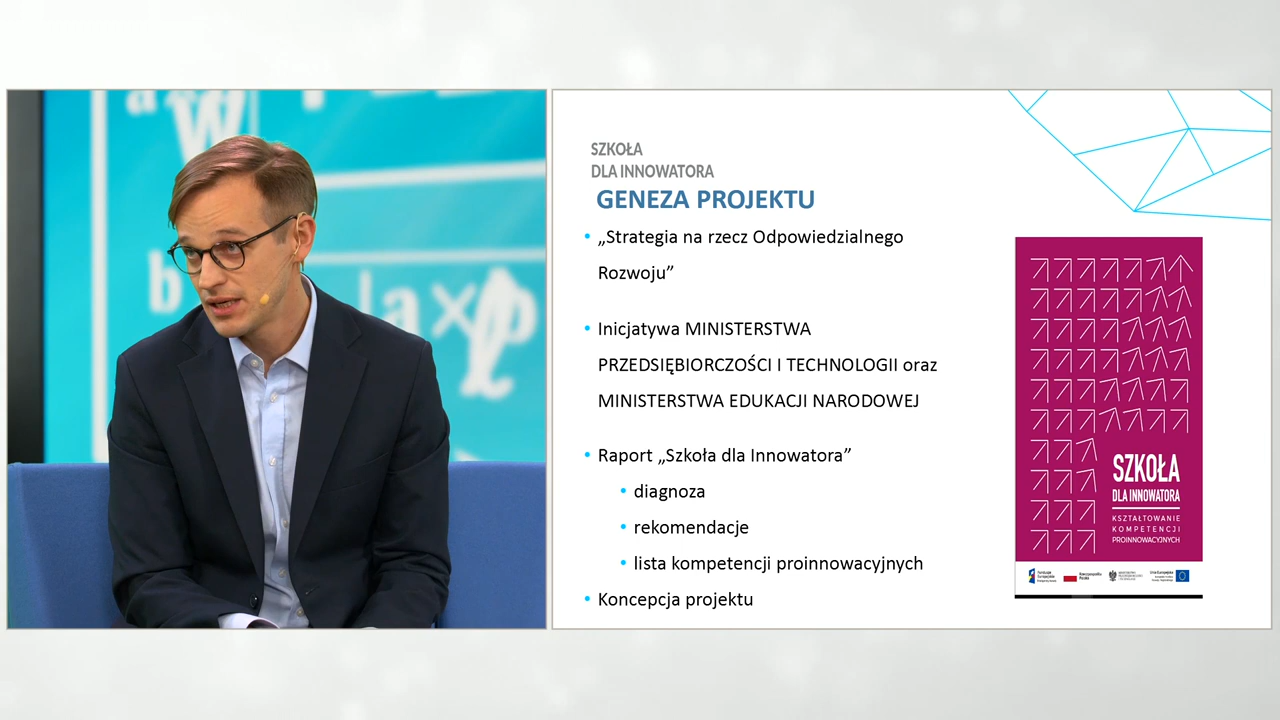 SZKOŁA
DLA INNOWATORA
GENEZA PROJEKTU
• „Strategia na rzecz Odpowiedzialnego
Rozwoju”
• Inicjatywa MINISTERSTWA
PRZEDSIĘBIORCZOŚCI I TECHNOLOGII oraz
MINISTERSTWA EDUKACJI NARODOWEJ
• Raport „Szkoła dla Innowatora”
• diagnoza
• rekomendacje
• lista kompetencji proinnowacyjnych
• Koncepcja projektu
SZKOŁA
DLA INNOWATORA
KSZTAŁTOWANIE
KOMPETENCJI
PROINNOWACYJNYCH